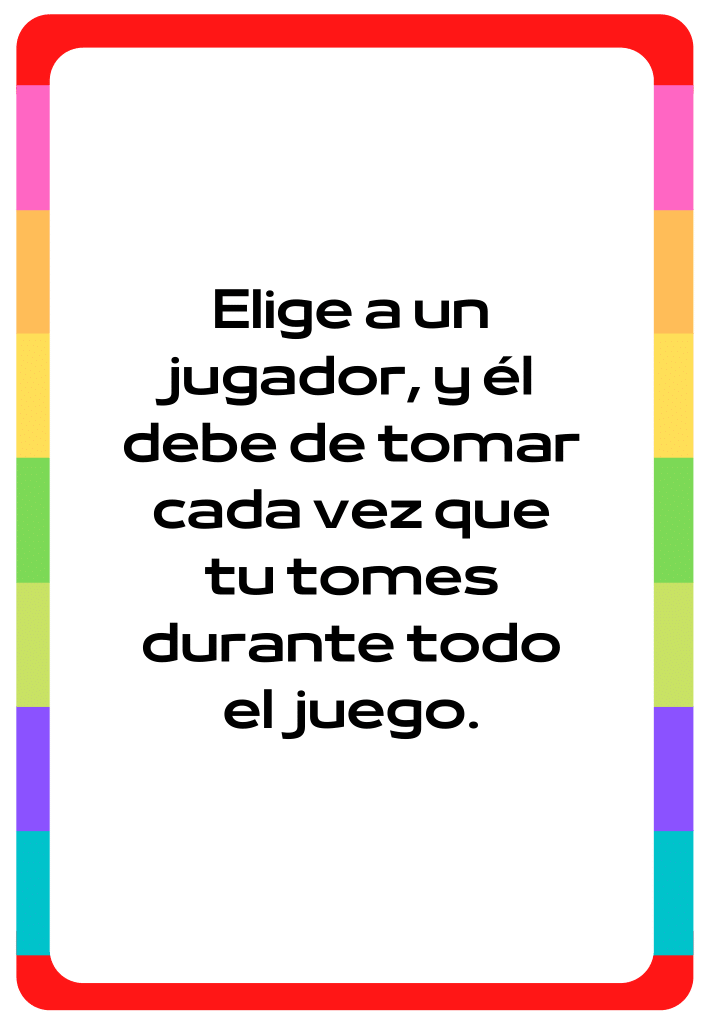 Elige a un
jugador, y él
debe de tomar
cada vez que
tu tomes
durante todo
el juego.